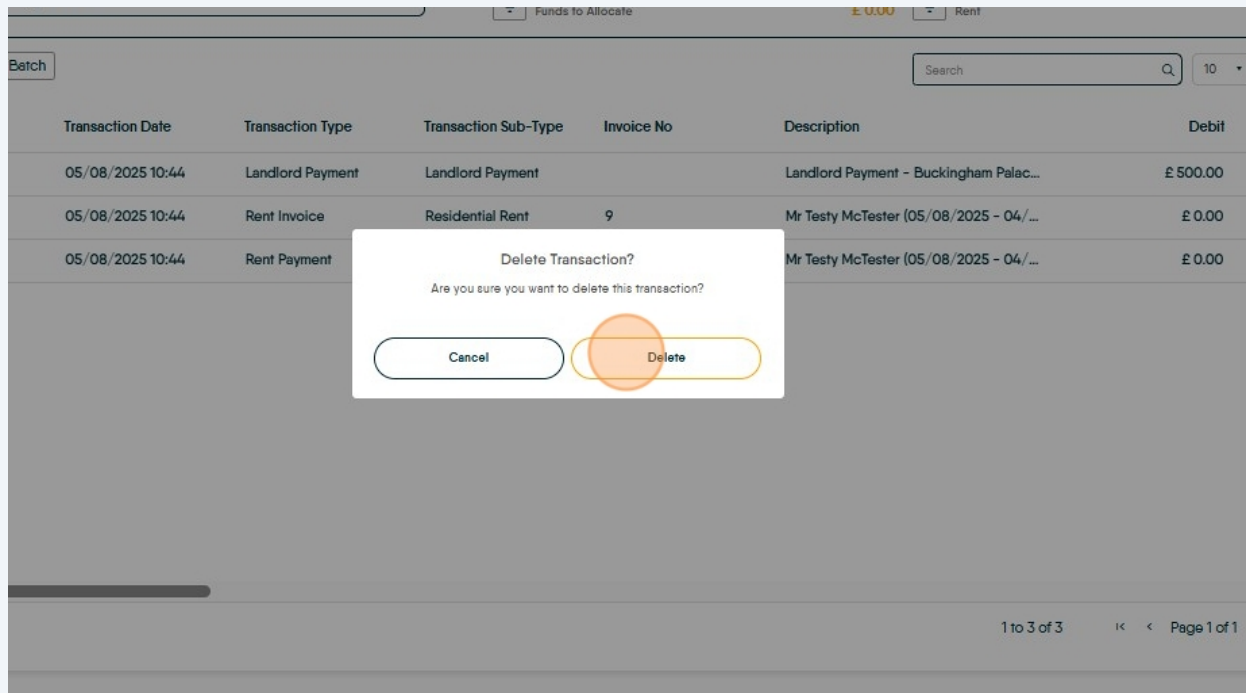 Funds to Allocate £ 0.00 Rent
Batch Search 10
Transaction Date Transaction Type Transaction Sub-Type Invoice No Description Debit
05/08/2025 10:44 Landlord Payment Landlord Payment Landlord Payment - Buckingham Palac... £ 500.00
05/08/2025 10:44 Rent Invoice Residential Rent 9 Mr Testy McTester (05/08/2025 - 04/... £ 0.00
05/08/2025 10:44 Rent Payment Mr Testy McTester (05/08/2025 - 04/... £ 0.00
Delete Transaction?
Are you sure you want to delete this transaction?
Cancel Delete
1 to 3 of 3 Page 1 of 1